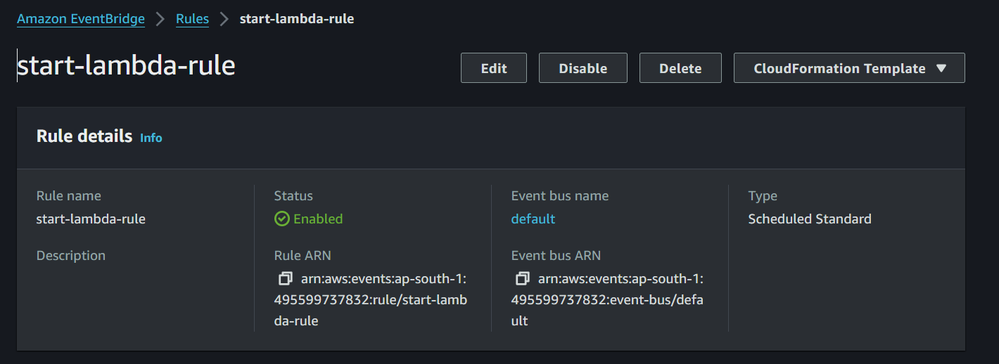 Amazon EventBridge > Rules > start-lambda-rule
start-lambda-rule
Edit Disable Delete CloudFormation Template ▼
Rule details Info
Rule name
start-lambda-rule
Description
Status
Enabled
Rule ARN
arn:aws:events:ap-south-1:
495599737832:rule/start-lamb
da-rule
Event bus name
default
Event bus ARN
arn:aws:events:ap-south-1:
495599737832:event-bus/defa
ult
Type
Scheduled Standard